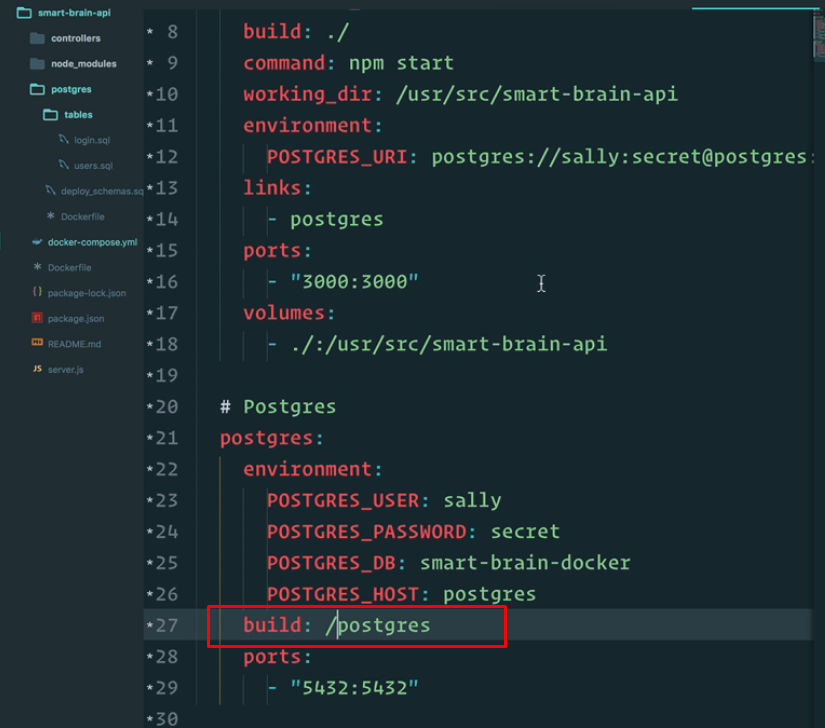 smart-brain-api
controllers
node_modules
postgres
tables
login.sql
users.sql
deploy_schemas.sq
Dockerfile
docker-compose.yml
Dockerfile
package-lock.json
package.json
README.md
server.js
* 8 build: ./
* 9 command: npm start
*10 working_dir: /usr/src/smart-brain-api
*11 environment:
*12 POSTGRES_URI: postgres://sally:secret@postgres:
*13 links:
*14 - postgres
*15 ports:
*16 - "3000:3000"
*17 volumes:
*18 - ./:/usr/src/smart-brain-api
*19
*20 # Postgres
*21 postgres:
*22 environment:
*23 POSTGRES_USER: sally
*24 POSTGRES_PASSWORD: secret
*25 POSTGRES_DB: smart-brain-docker
*26 POSTGRES_HOST: postgres
*27 build: /postgres
*28 ports:
*29 - "5432:5432"
*30